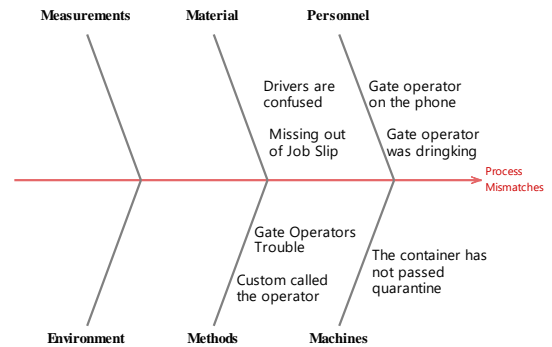 Measurements
Material
Personnel
Drivers are
confused
Gate operator
on the phone
Missing out
of Job Slip
Gate operator
was dringking
Process
Mismatches
Gate Operators
Trouble
The container has
not passed
quarantine
Custom called
the operator
Environment
Methods
Machines